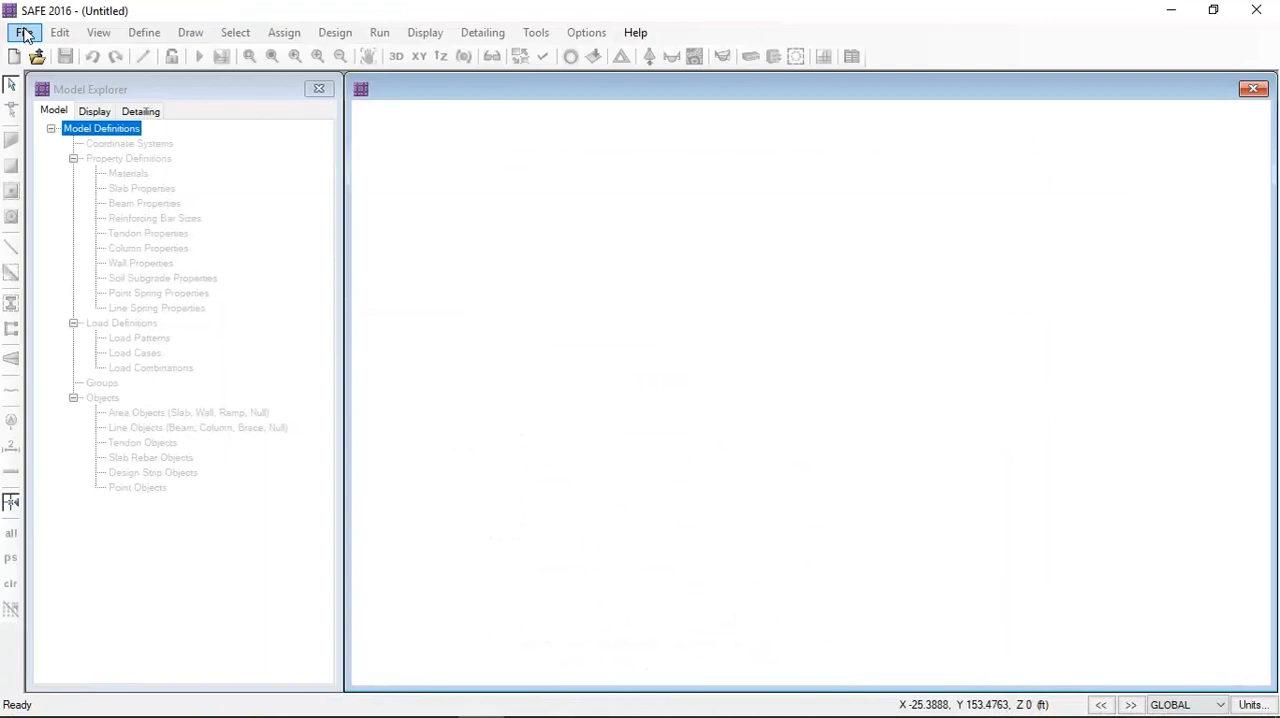 SAFE 2016 - (Untitled)
File Edit View Define Draw Select Assign Design Run Display Detailing Tools Options Help
3D XY
Model Explorer
Model Display Detailing
Model Definitions
Coordinate Systems
Property Definitions
Materials
Slab Properties
Beam Properties
Reinforcing Bar Sizes
Tendon Properties
Column Properties
Wall Properties
Soil Subgrade Properties
Point Spring Properties
Line Spring Properties
Load Definitions
Load Patterns
Load Cases
Load Combinations
Groups
Objects
Area Objects (Slab, Wall, Ramp, Null)
Line Objects (Beam, Column, Brace, Null)
Tendon Objects
Slab Rebar Objects
Design Strip Objects
Point Objects
all
ps
clr
Ready
X -25.3888, Y 153.4763, Z 0 (ft) << >> GLOBAL Units...